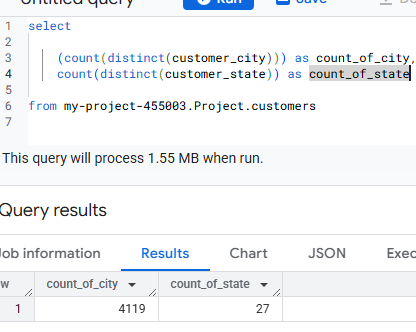 Untitled query
Run
Save
Do
1 select
2
3 (count(distinct(customer_city))) as count_of_city,
4 count(distinct(customer_state)) as count_of_state
5
6 from my-project-455003.Project.customers
7
This query will process 1.55 MB when run.
Query results
Job information Results Chart JSON Exec
w count_of_city count_of_state
1 4119 27